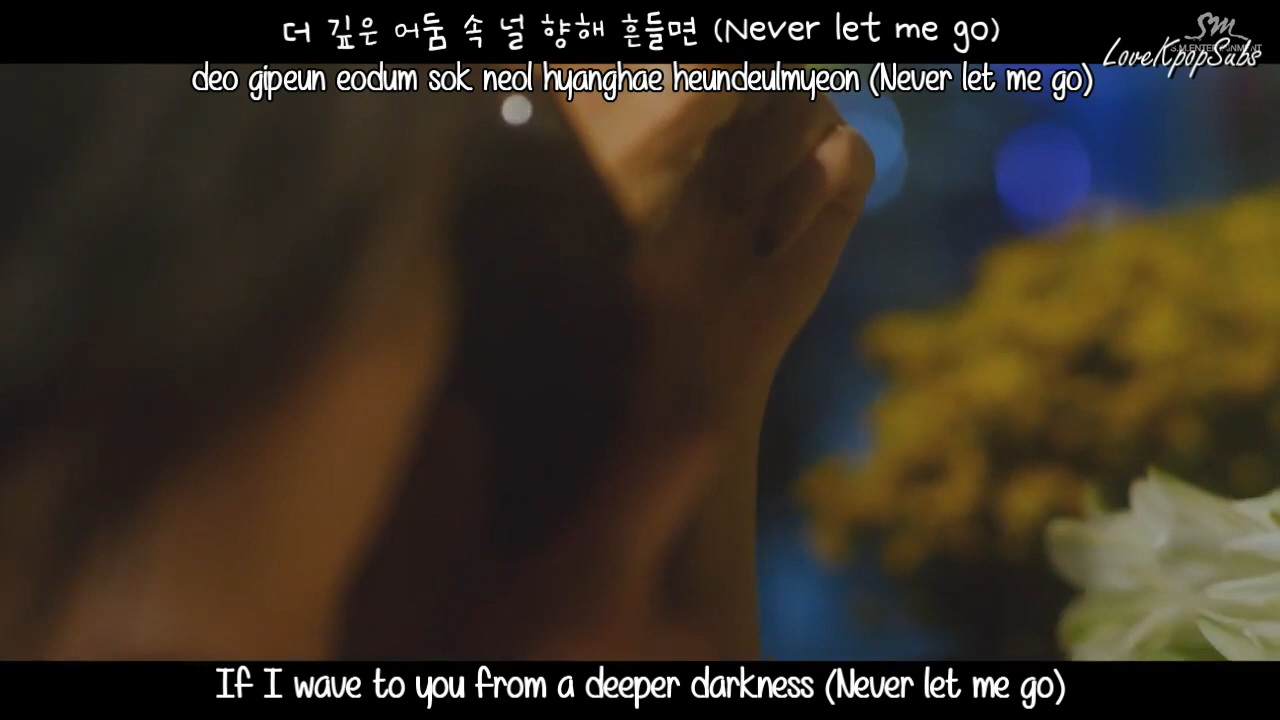 더 깊은 어둠 속 널 향해 흔들면 (Never let me go)
SM
S.M.ENTERTAINMENT
LoveKpopSubs
deo gipeun eodum sok neol hyanghae heundeulmyeon (Never let me go)
If I wave to you from a deeper darkness (Never let me go)